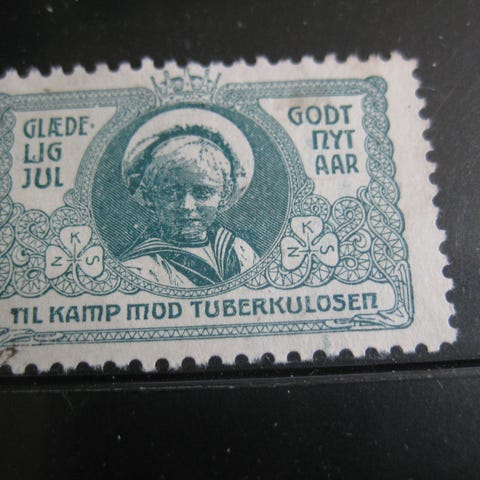 GLÆDE-
LIG
JUL
GODT
NYT
AAR
K
N S
K
N S
TIL KAMP MOD TUBERKULOSEN